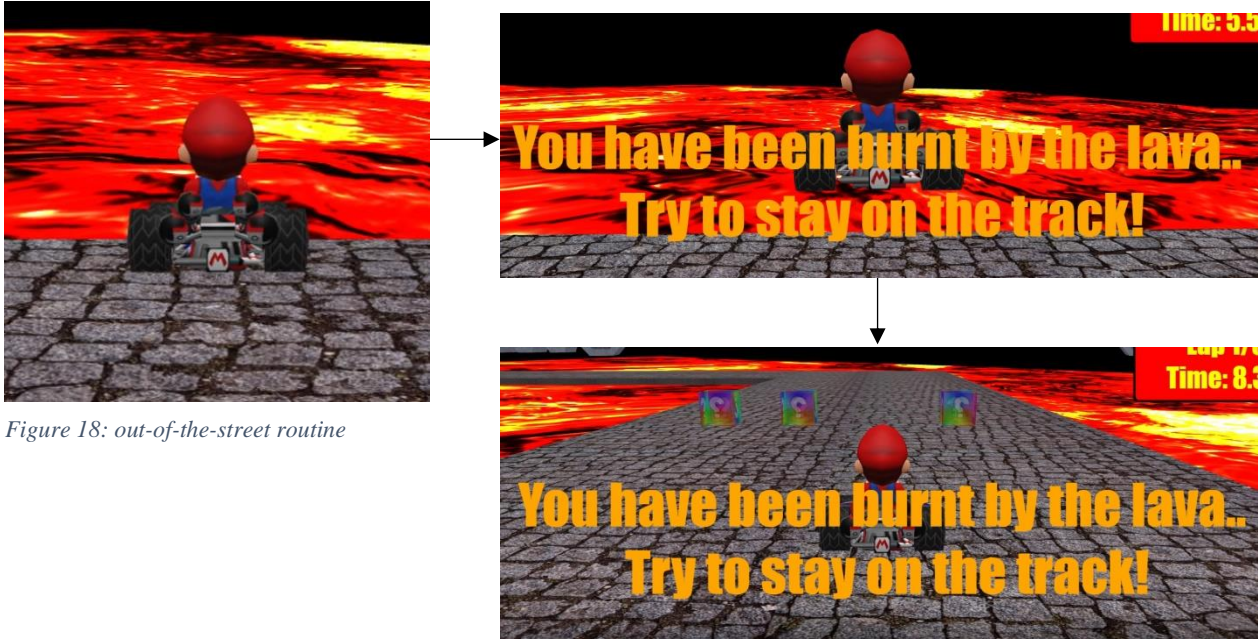 Time: 5.5
You have been burnt by the lava..
Try to stay on the track!
Figure 18: out-of-the-street routine
Time: 8.3
You have been burnt by the lava..
Try to stay on the track!